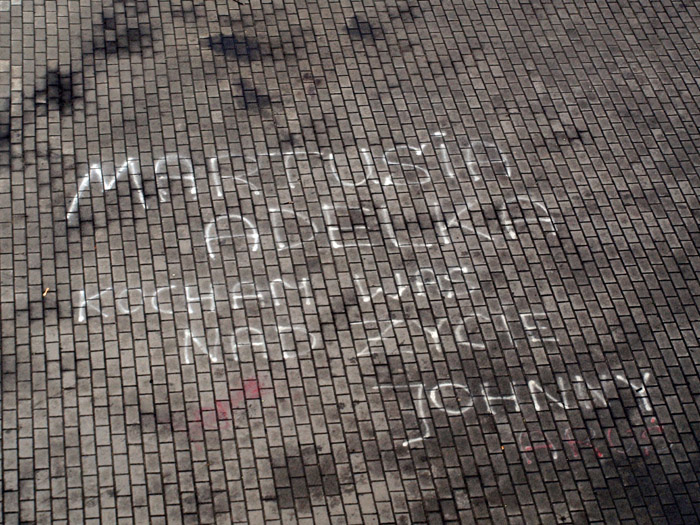 MARTUSIA
ADELKA
KOCHAM WAS
NAD ZYCIE
JOHNNY